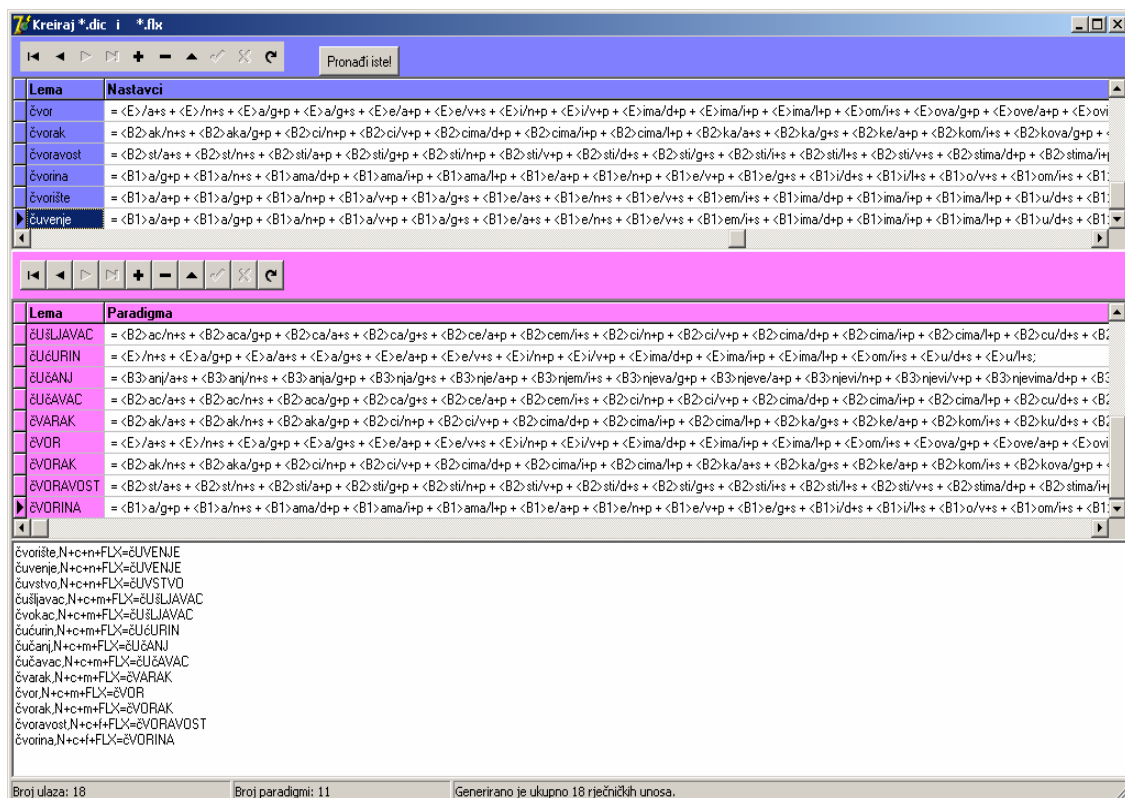 Kreiraj *.dic i *.flx
Pronađi iste!
Lema Nastavci
čvor = <E>/a+s + <E>/n+s + <E>a/g+p + <E>a/g+s + <E>e/a+p + <E>e/v+s + <E>i/n+p + <E>i/v+p + <E>ima/d+p + <E>ima/i+p + <E>ima/l+p + <E>om/i+s + <E>ova/g+p + <E>ove/a+p + <E>ovi
čvorak = <B2>ak/n+s + <B2>aka/g+p + <B2>ci/n+p + <B2>ci/v+p + <B2>cima/d+p + <B2>cima/i+p + <B2>cima/l+p + <B2>ka/a+s + <B2>ka/g+s + <B2>ke/a+p + <B2>kom/i+s + <B2>kova/g+p +
čvoravost = <B2>st/a+s + <B2>st/n+s + <B2>sti/a+p + <B2>sti/g+p + <B2>sti/n+p + <B2>sti/v+p + <B2>sti/d+s + <B2>sti/g+s + <B2>sti/i+s + <B2>sti/l+s + <B2>sti/v+s + <B2>stima/d+p + <B2>stima/i+p
čvorina = <B1>a/g+p + <B1>a/n+s + <B1>ama/d+p + <B1>ama/i+p + <B1>ama/l+p + <B1>e/a+p + <B1>e/n+p + <B1>e/v+p + <B1>e/g+s + <B1>i/d+s + <B1>i/l+s + <B1>o/v+s + <B1>om/i+s + <B1
čvorište = <B1>a/a+p + <B1>a/g+p + <B1>a/n+p + <B1>a/v+p + <B1>a/g+s + <B1>e/a+s + <B1>e/n+s + <B1>e/v+s + <B1>em/i+s + <B1>ima/d+p + <B1>ima/i+p + <B1>ima/l+p + <B1>u/d+s + <B1
čuvenje = <B1>a/a+p + <B1>a/g+p + <B1>a/n+p + <B1>a/v+p + <B1>a/g+s + <B1>e/a+s + <B1>e/n+s + <B1>e/v+s + <B1>em/i+s + <B1>ima/d+p + <B1>ima/i+p + <B1>ima/l+p + <B1>u/d+s + <B1
Lema Paradigma
čUšLJAVAC = <B2>ac/n+s + <B2>aca/g+p + <B2>ca/a+s + <B2>ca/g+s + <B2>ce/a+p + <B2>cem/i+s + <B2>ci/n+p + <B2>ci/v+p + <B2>cima/d+p + <B2>cima/i+p + <B2>cima/l+p + <B2>cu/d+s + <B2
čUćURIN = <E>/n+s + <E>a/g+p + <E>a/a+s + <E>a/g+s + <E>e/a+p + <E>e/v+s + <E>i/n+p + <E>i/v+p + <E>ima/d+p + <E>ima/i+p + <E>ima/l+p + <E>om/i+s + <E>u/d+s + <E>u/l+s;
čUčANJ = <B3>anj/a+s + <B3>anj/n+s + <B3>anja/g+p + <B3>nja/g+s + <B3>nje/a+p + <B3>njem/i+s + <B3>njeva/g+p + <B3>njeve/a+p + <B3>njevi/n+p + <B3>njevi/v+p + <B3>njevima/d+p + <B3
čUčAVAC = <B2>ac/a+s + <B2>ac/n+s + <B2>aca/g+p + <B2>ca/g+s + <B2>ce/a+p + <B2>cem/i+s + <B2>ci/n+p + <B2>ci/v+p + <B2>cima/d+p + <B2>cima/i+p + <B2>cima/l+p + <B2>cu/d+s + <B2
čVARAK = <B2>ak/a+s + <B2>ak/n+s + <B2>aka/g+p + <B2>ci/n+p + <B2>ci/v+p + <B2>cima/d+p + <B2>cima/i+p + <B2>cima/l+p + <B2>ka/g+s + <B2>ke/a+p + <B2>kom/i+s + <B2>ku/d+s + <B2
čVOR = <E>/a+s + <E>/n+s + <E>a/g+p + <E>a/g+s + <E>e/a+p + <E>e/v+s + <E>i/n+p + <E>i/v+p + <E>ima/d+p + <E>ima/i+p + <E>ima/l+p + <E>om/i+s + <E>ova/g+p + <E>ove/a+p + <E>ovi
čVORAK = <B2>ak/n+s + <B2>aka/g+p + <B2>ci/n+p + <B2>ci/v+p + <B2>cima/d+p + <B2>cima/i+p + <B2>cima/l+p + <B2>ka/a+s + <B2>ka/g+s + <B2>ke/a+p + <B2>kom/i+s + <B2>kova/g+p +
čVORAVOST = <B2>st/a+s + <B2>st/n+s + <B2>sti/a+p + <B2>sti/g+p + <B2>sti/n+p + <B2>sti/v+p + <B2>sti/d+s + <B2>sti/g+s + <B2>sti/i+s + <B2>sti/l+s + <B2>sti/v+s + <B2>stima/d+p + <B2>stima/i+p
čVORINA = <B1>a/g+p + <B1>a/n+s + <B1>ama/d+p + <B1>ama/i+p + <B1>ama/l+p + <B1>e/a+p + <B1>e/n+p + <B1>e/v+p + <B1>e/g+s + <B1>i/d+s + <B1>i/l+s + <B1>o/v+s + <B1>om/i+s + <B1
čvorište,N+c+n+FLX=čUVENJE
čuvenje,N+c+n+FLX=čUVENJE
čuvstvo,N+c+n+FLX=čUVSTVO
čušljavac,N+c+m+FLX=čUšLJAVAC
čvokac,N+c+m+FLX=čUšLJAVAC
čućurin,N+c+m+FLX=čUćURIN
čučanj,N+c+m+FLX=čUčANJ
čučavac,N+c+m+FLX=čUčAVAC
čvarak,N+c+m+FLX=čVARAK
čvor,N+c+m+FLX=čVOR
čvorak,N+c+m+FLX=čVORAK
čvoravost,N+c+f+FLX=čVORAVOST
čvorina,N+c+f+FLX=čVORINA
Broj ulaza: 18 Broj paradigmi: 11 Generirano je ukupno 18 rječničkih unosa.